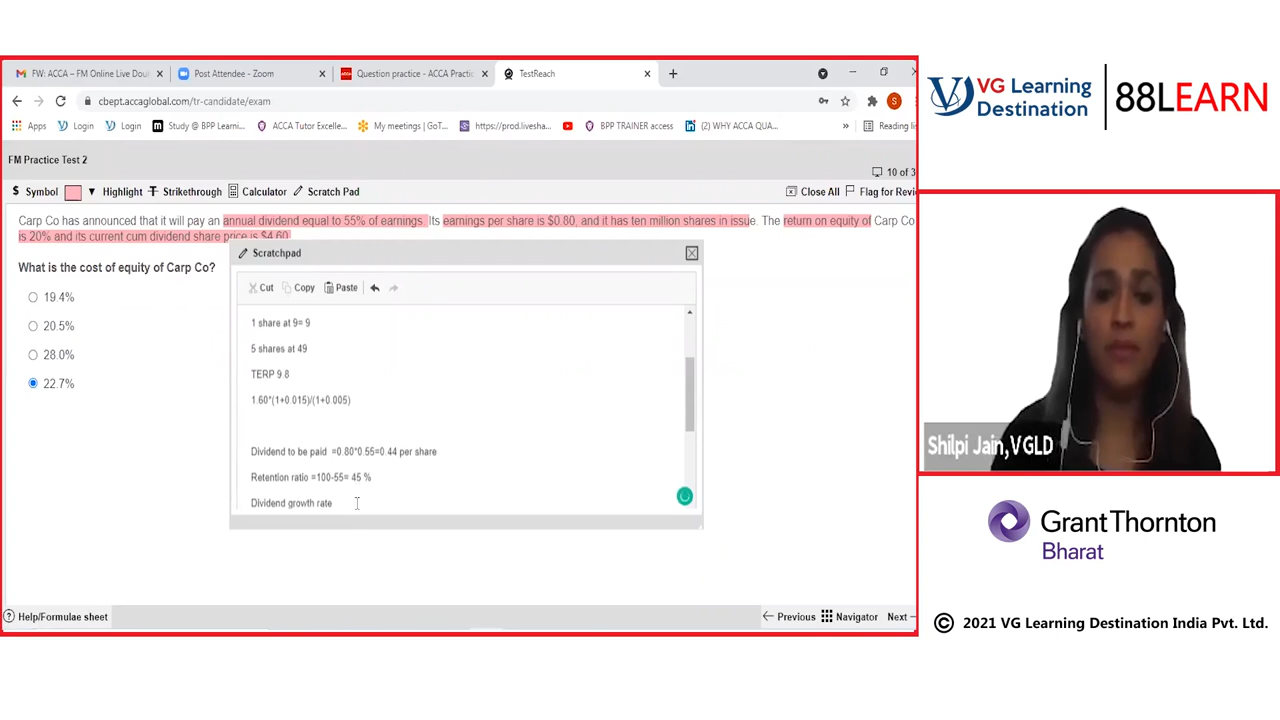 FW: ACCA – FM Online Live Dou
Post Attendee - Zoom
Question practice - ACCA Practic
TestReach
cbept.accaglobal.com/tr-candidate/exam
S
Apps
Login
Login
Study @ BPP Learni...
ACCA Tutor Excelle...
My meetings | GoT...
https://prod.livesha...
BPP TRAINER access
(2) WHY ACCA QUA...
»
Reading lis
FM Practice Test 2
10 of 3
$ Symbol
Highlight
Strikethrough
Calculator
Scratch Pad
Close All
Flag for Revi
Carp Co has announced that it will pay an annual dividend equal to 55% of earnings. Its earnings per share is $0.80, and it has ten million shares in issue. The return on equity of Carp Co
is 20% and its current cum dividend share price is $4.60.
What is the cost of equity of Carp Co?
19.4%
20.5%
28.0%
22.7%
Scratchpad
Cut
Copy
Paste
1 share at 9= 9
5 shares at 49
TERP 9.8
1.60*(1+0.015)/(1+0.005)
Dividend to be paid =0.80*0.55=0.44 per share
Retention ratio =100-55= 45 %
Dividend growth rate
Help/Formulae sheet
Previous
Navigator
Next
VG Learning
Destination
88LEARN
Shilpi Jain,VGLD
Grant Thornton
Bharat
© 2021 VG Learning Destination India Pvt. Ltd.